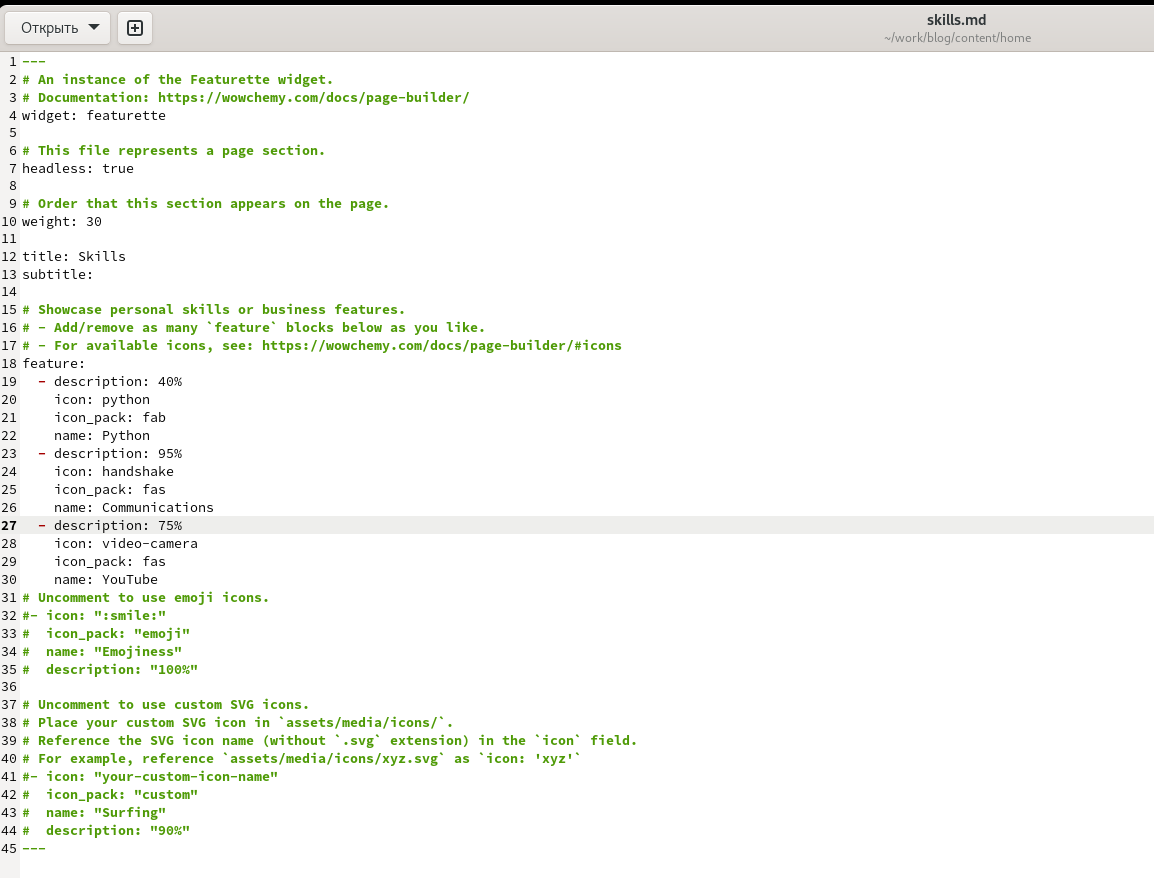 Открыть
skills.md
~/work/blog/content/home
1 ---
2 # An instance of the Featurette widget.
3 # Documentation: https://wowchemy.com/docs/page-builder/
4 widget: featurette
5
6 # This file represents a page section.
7 headless: true
8
9 # Order that this section appears on the page.
10 weight: 30
11
12 title: Skills
13 subtitle:
14
15 # Showcase personal skills or business features.
16 # - Add/remove as many `feature` blocks below as you like.
17 # - For available icons, see: https://wowchemy.com/docs/page-builder/#icons
18 feature:
19   - description: 40%
20     icon: python
21     icon_pack: fab
22     name: Python
23   - description: 95%
24     icon: handshake
25     icon_pack: fas
26     name: Communications
27   - description: 75%
28     icon: video-camera
29     icon_pack: fas
30     name: YouTube
31 # Uncomment to use emoji icons.
32 #- icon: ":smile:"
33 #  icon_pack: "emoji"
34 #  name: "Emojiness"
35 #  description: "100%"
36
37 # Uncomment to use custom SVG icons.
38 # Place your custom SVG icon in `assets/media/icons/`.
39 # Reference the SVG icon name (without `.svg` extension) in the `icon` field.
40 # For example, reference `assets/media/icons/xyz.svg` as `icon: 'xyz'`
41 #- icon: "your-custom-icon-name"
42 #  icon_pack: "custom"
43 #  name: "Surfing"
44 #  description: "90%"
45 ---